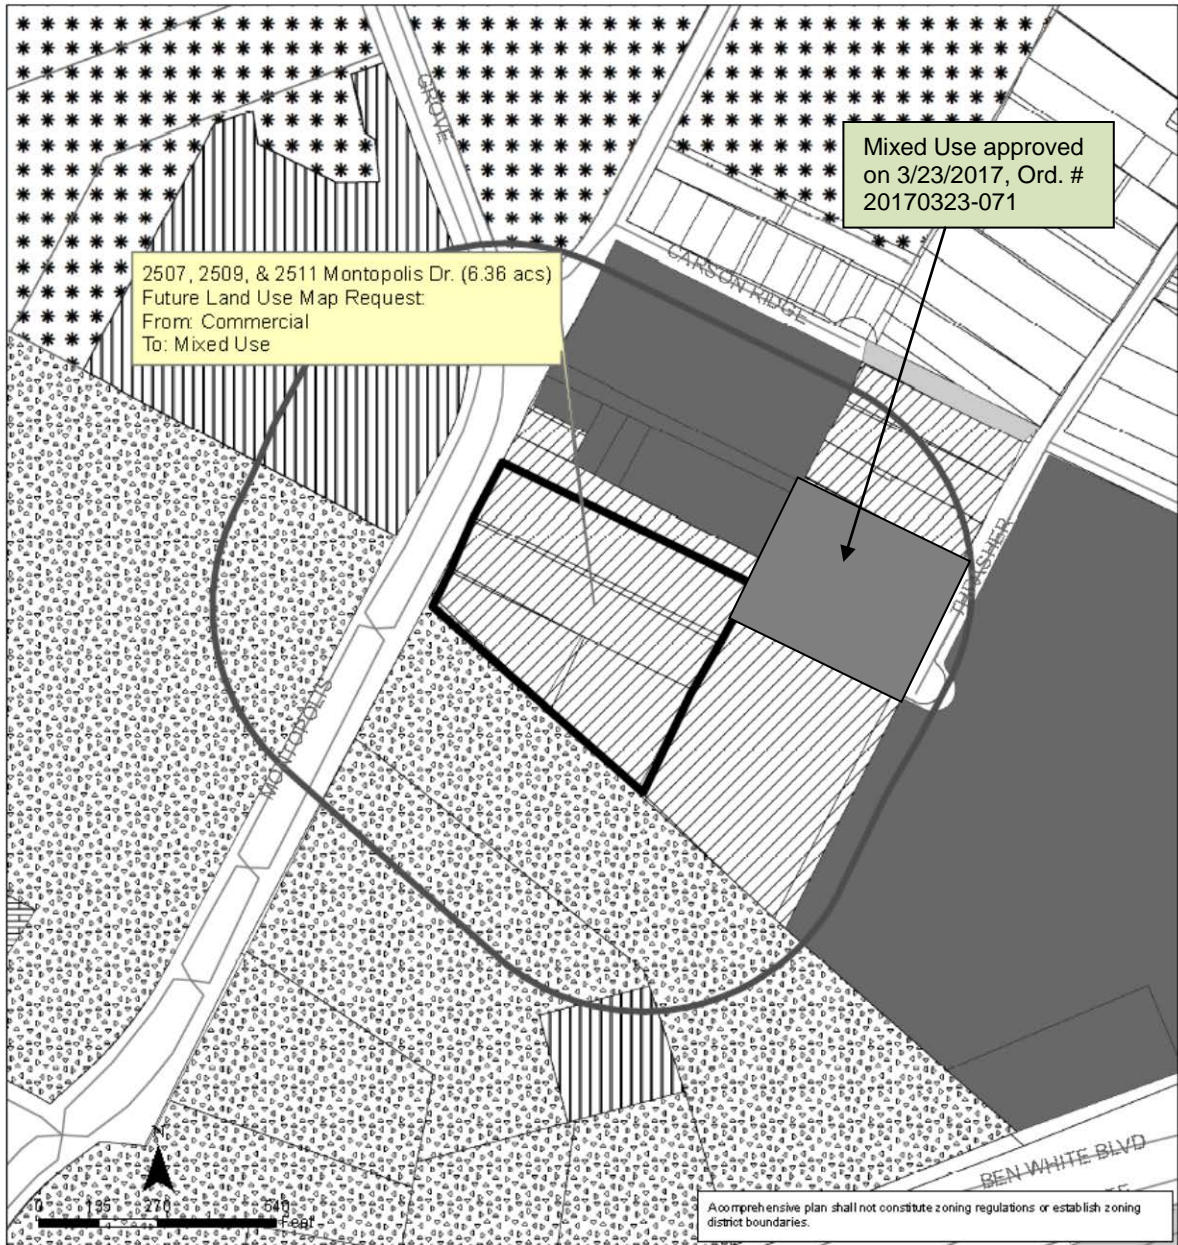 GROVE
Mixed Use approved
on 3/23/2017, Ord. #
20170323-071
CARSON RIDGE
2507, 2509, & 2511 Montopolis Dr. (6.36 acs)
Future Land Use Map Request:
From: Commercial
To: Mixed Use
THRASHER
MONTOPOLIS
BEN WHITE BLVD
0 135 270 540
Feet
A comprehensive plan shall not constitute zoning regulations or establish zoning
district boundaries.